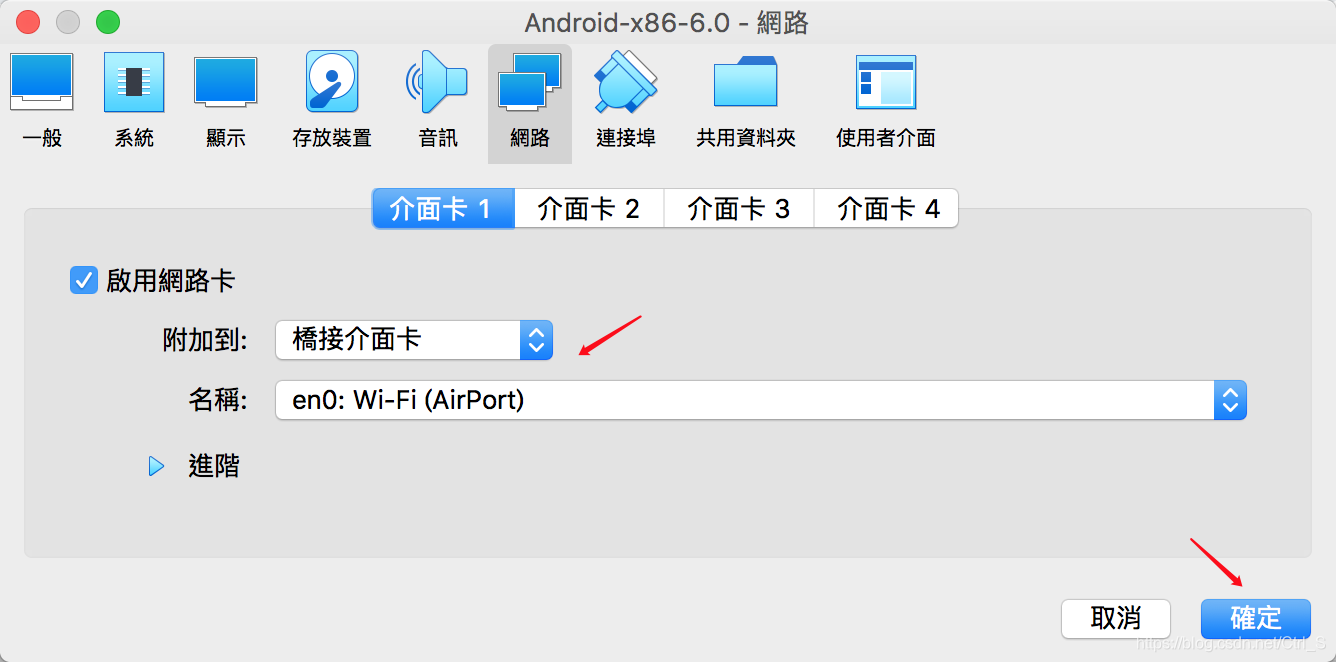 Android-x86-6.0 - 網路
一般 系統 顯示 存放裝置 音訊 網路 連接埠 共用資料夾 使用者介面
介面卡 1 介面卡 2 介面卡 3 介面卡 4
啟用網路卡
附加到: 橋接介面卡
名稱: en0: Wi-Fi (AirPort)
進階
取消 確定
https://blog.csdn.net/Ctrl_S